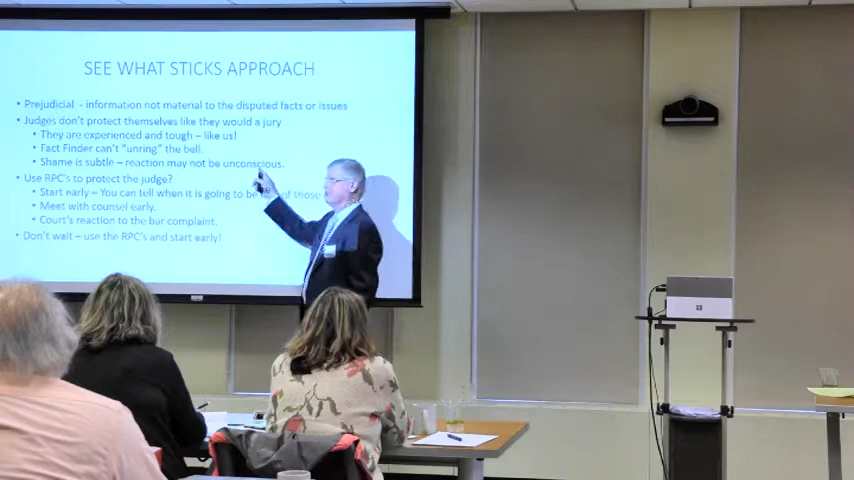 SEE WHAT STICKS APPROACH
• Prejudicial - information not material to the disputed facts or issues
• Judges don't protect themselves like they would a jury
• They are experienced and tough – like us!
• Fact Finder can't "unring" the bell.
• Shame is subtle – reaction may not be unconscious.
• Use RPC's to protect the judge?
• Start early – You can tell when it is going to be of those
• Meet with counsel early.
• Court's reaction to the bar complaint.
• Don't wait – use the RPC's and start early!